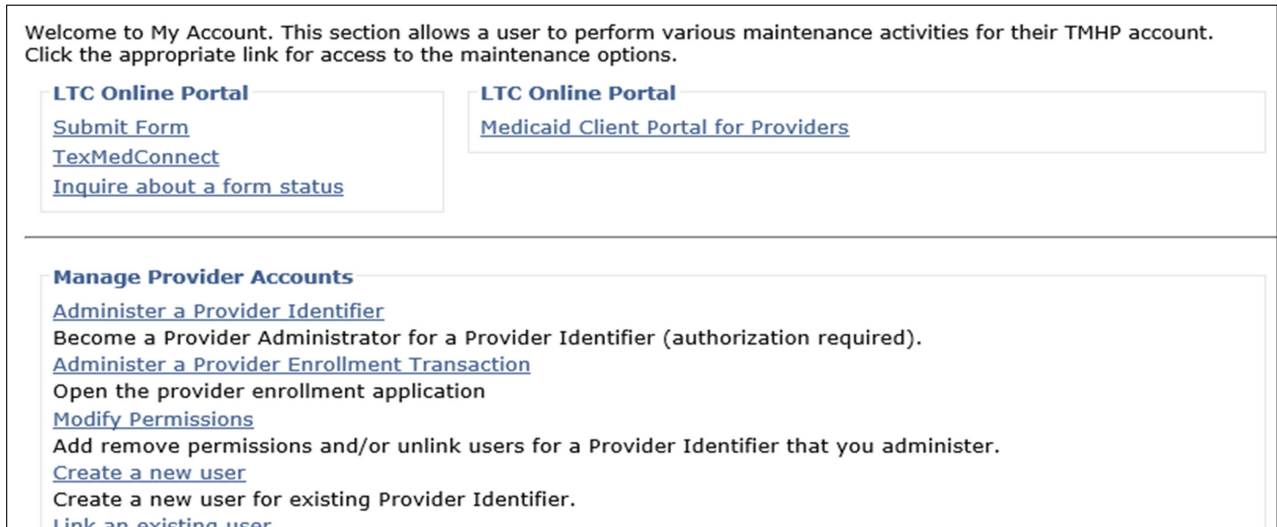 Welcome to My Account. This section allows a user to perform various maintenance activities for their TMHP account.
Click the appropriate link for access to the maintenance options.
LTC Online Portal
Submit Form
TexMedConnect
Inquire about a form status
LTC Online Portal
Medicaid Client Portal for Providers
Manage Provider Accounts
Administer a Provider Identifier
Become a Provider Administrator for a Provider Identifier (authorization required).
Administer a Provider Enrollment Transaction
Open the provider enrollment application
Modify Permissions
Add remove permissions and/or unlink users for a Provider Identifier that you administer.
Create a new user
Create a new user for existing Provider Identifier.
Link an existing user